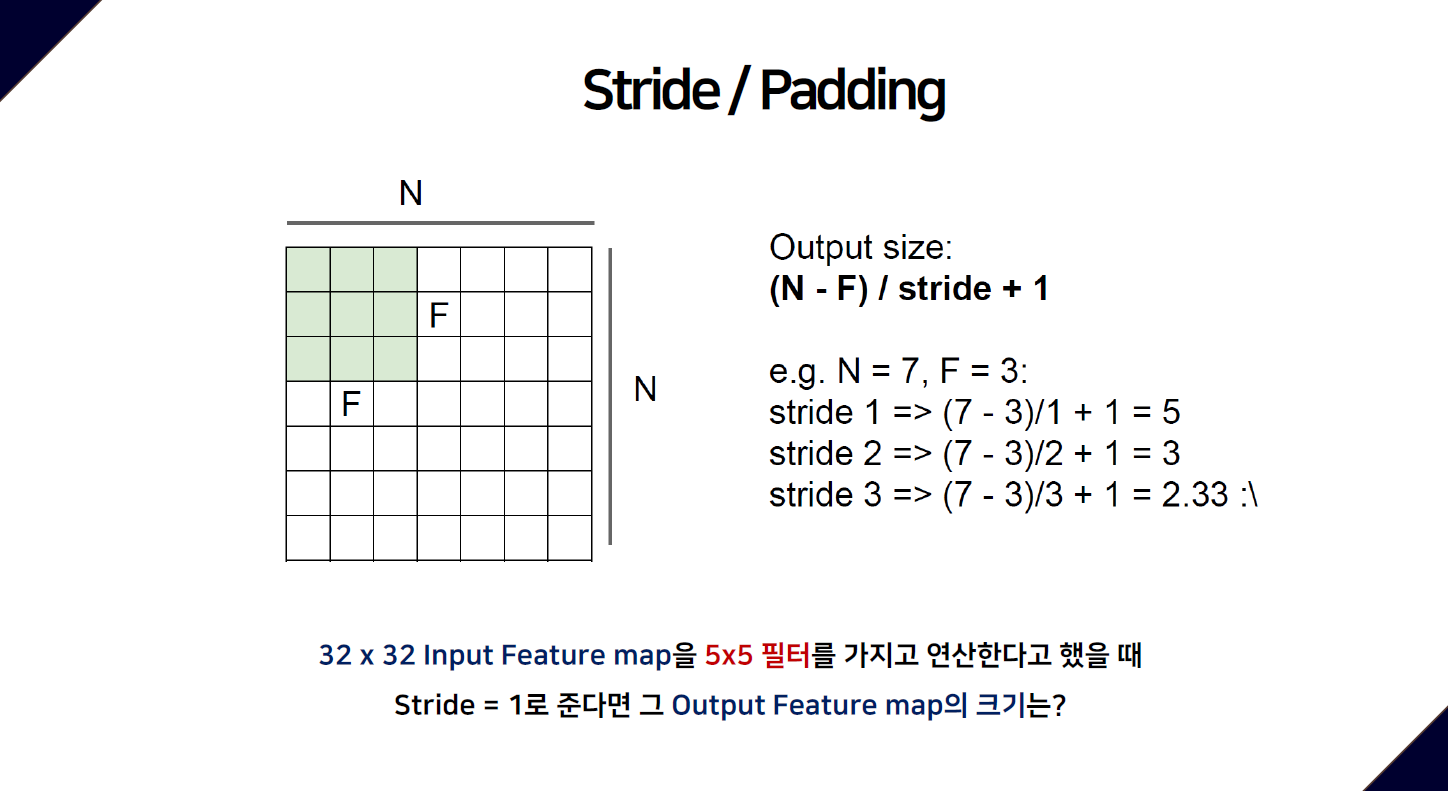 Stride / Padding
N
F
F
N
Output size:
(N - F) / stride + 1
e.g. N = 7, F = 3:
stride 1 => (7 - 3)/1 + 1 = 5
stride 2 => (7 - 3)/2 + 1 = 3
stride 3 => (7 - 3)/3 + 1 = 2.33 :\
32 x 32 Input Feature map을 5x5 필터를 가지고 연산한다고 했을 때
Stride = 1로 준다면 그 Output Feature map의 크기는?